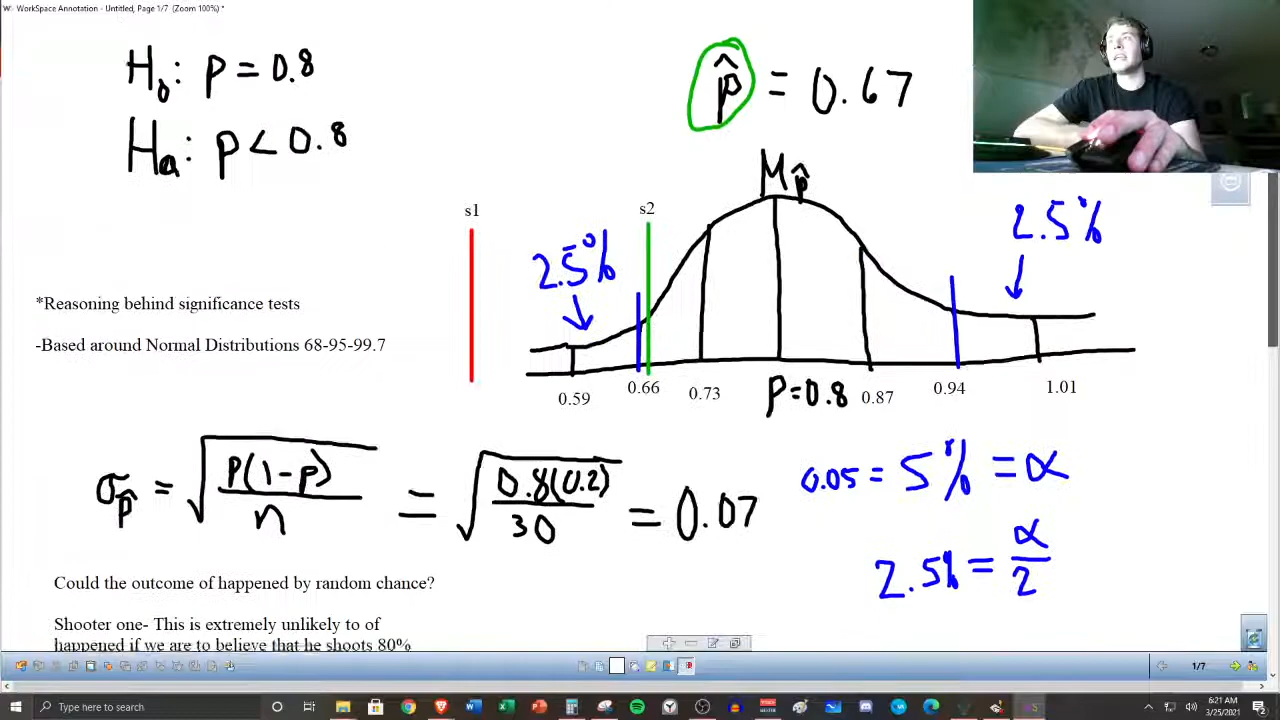 WorkSpace Annotation - Untitled, Page 1/7 (Zoom 100%) *
H₀: p = 0.8
Hₐ: p < 0.8
p̂ = 0.67
M p̂
s1
s2
2.5%
2.5%
*Reasoning behind significance tests
-Based around Normal Distributions 68-95-99.7
0.59
0.66
0.73
P=0.8
0.87
0.94
1.01
σp̂ = √(P(1-p)/n) = √(0.8(0.2)/30) = 0.07
0.05 = 5% = α
2.5% = α/2
Could the outcome of happened by random chance?
Shooter one- This is extremely unlikely to of
happened if we are to believe that he shoots 80%
1/7
Type here to search
6:21 AM
3/25/2021